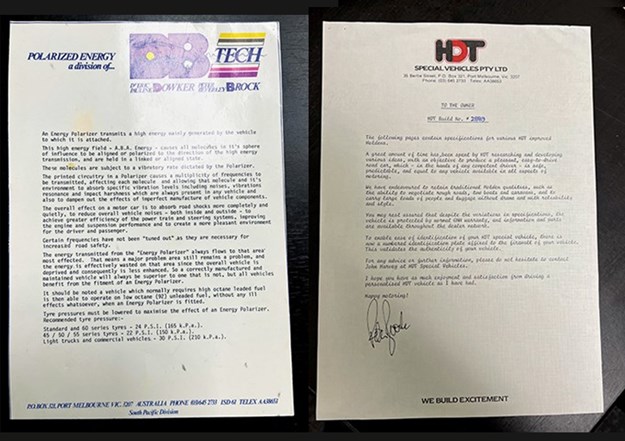 POLARIZED ENERGY
a division of...
BB TECH
DOWKER BROCK
An Energy Polarizer transmits a high energy solely generated by the vehicle
to which it is attached.
This high energy field - A.B.A. Energy - causes all molecules in it's sphere
of influence to be aligned or polarized to the direction of the high energy
transmission, and are held in a linked or aligned state.
These molecules are subject to a vibratory rate dictated by the Polarizer.
The printed circuitry in a Polarizer causes a multiplicity of frequencies to
be transmitted, affecting each molecule and allowing that molecule and it's
environment to absorb specific vibration levels including noises, vibrations
resonance and impact harshness which are always present in any vehicle and
also to dampen out the effects of imperfect manufacture of vehicle components.
The overall effect on a motor car is to absorb road shocks more completely and
quietly, to reduce overall vehicle noises - both inside and outside - to
achieve greater efficiency of the power train and steering systems, improving
the engine and suspension performance and to create a more pleasant environment
for the driver and passenger.
Certain frequencies have not been "tuned out" as they are necessary for
increased road safety.
The energy transmitted from the "Energy Polarizer" always flows to that area
most effected. That means a major problem area still remains a problem, and
the energy is effectively wasted on that area since the overall vehicle is
deprived and consequently is less enhanced. So a correctly manufactured and
maintained vehicle will always be superior to one that is not, but all vehicles
benefit from the fitment of an Energy Polarizer.
It should be noted a vehicle which normally requires high octane leaded fuel
is then able to operate on low octane (92) unleaded fuel, without any ill
effects whatsoever, when an Energy Polarizer is fitted.
Tyre pressures must be lowered to maximise the effect of an Energy Polarizer.
Recommended tyre pressure:-
Standard and 60 series tyres - 24 P.S.I. (165 k.P.a.).
45 / 50 / 55 series tyres - 22 P.S.I. (150 k.P.a.).
Light trucks and commercial vehicles - 30 P.S.I. (210 k.P.a.).
P.O. BOX 321, PORT MELBOURNE VIC. 3207 AUSTRALIA PHONE
South Pacific Division
HDT
SPECIAL VEHICLES PTY LTD
Bertie Street, P.O. Box 321, Port Melbourne, Vic. 3207
TO THE OWNER
HDT Build No. #
The following pages contain specifications for various HDT improved
Holdens.
A great amount of time has been spent by HDT researching and developing
various ideas, with an objective to produce a pleasant, easy-to-drive
road car, which - in the hands of any competent driver - is safe,
predictable, and equal to any vehicle available in all aspects of
motoring.
We have endeavoured to retain traditional Holden qualities, such as
the ability to negotiate rough roads, tow boats and caravans, and to
carry large loads of people and luggage without drama and with reliability
and style.
You may rest assured that despite the variations in specifications, the
vehicle is protected by normal GMH warranty, and information and parts
are available throughout the dealer network.
To enable ease of identification of your HDT special vehicle, there is
now a numbered identification plate affixed to the firewall of your vehicle.
This validates the authenticity of your vehicle.
For any advice or further information, please do not hesitate to contact
John Harvey at HDT Special Vehicles.
I hope you have as much enjoyment and satisfaction from driving a
personalised HDT vehicle as I have had.
Happy motoring!
WE BUILD EXCITEMENT